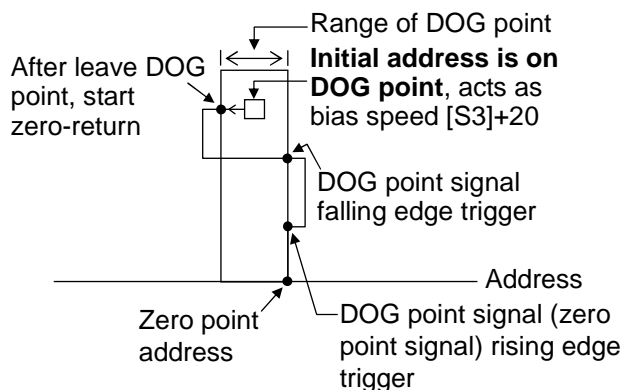 Range of DOG point
After leave DOG
point, start
zero-return
Initial address is on
DOG point, acts as
bias speed [S3]+20
DOG point signal
falling edge trigger
Address
Zero point
address
DOG point signal (zero
point signal) rising edge
trigger